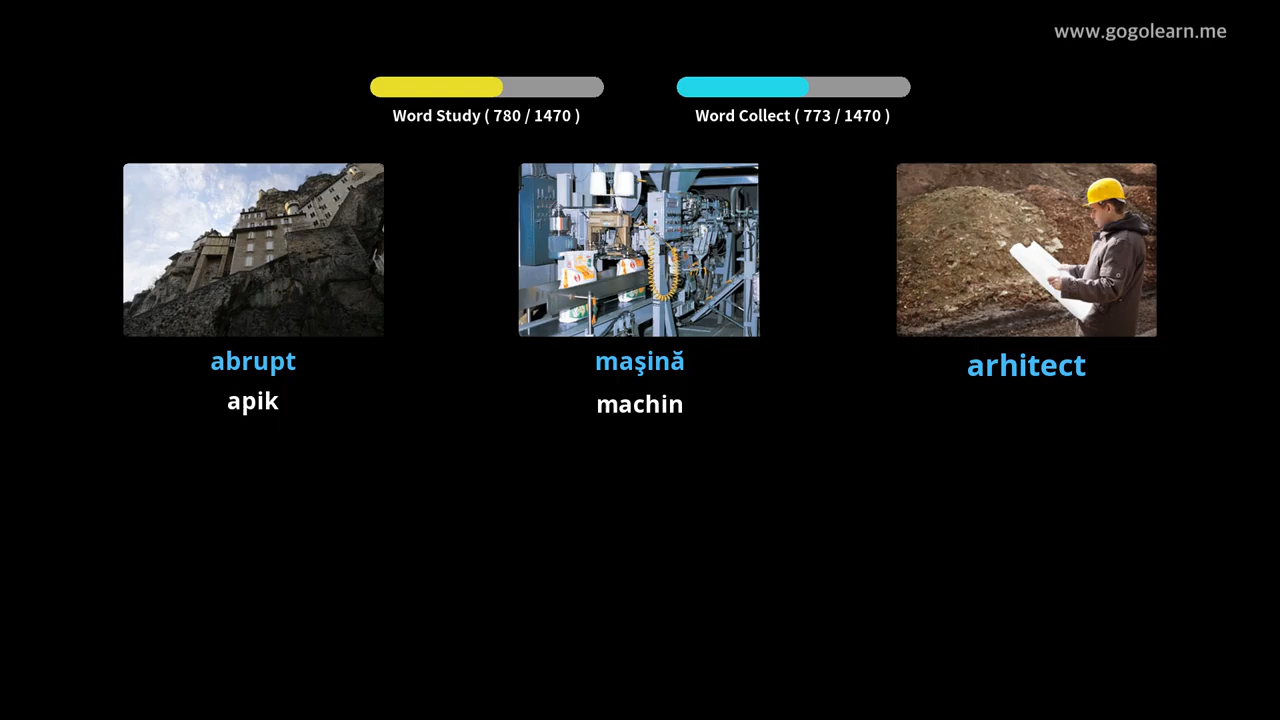 www.gogolearn.me
Word Study ( 780 / 1470 )
Word Collect ( 773 / 1470 )
abrupt
maşină
arhitect
apik
machin